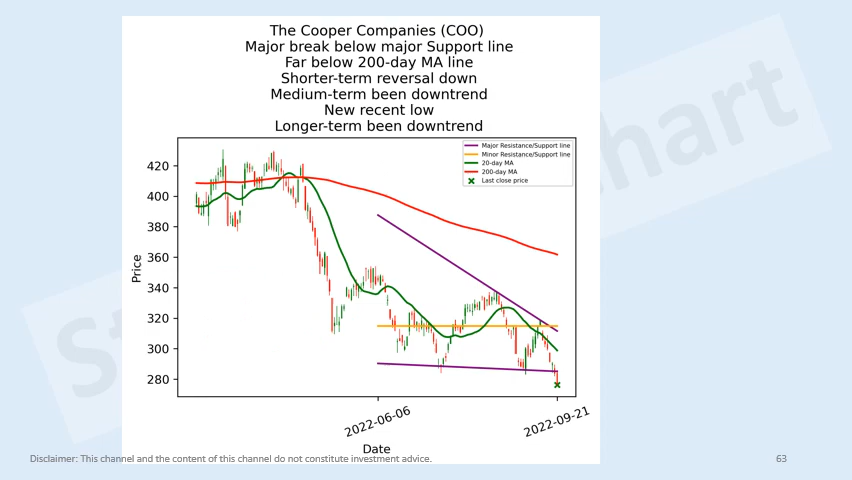 The Cooper Companies (COO)
Major break below major Support line
Far below 200-day MA line
Shorter-term reversal down
Medium-term been downtrend
New recent low
Longer-term been downtrend
Major Resistance/Support line
Minor Resistance/Support line
20-day MA
200-day MA
Last close price
420
400
380
360
340
320
300
280
Price
2022-06-06
2022-09-21
Date
Disclaimer: This channel and the content of this channel do not constitute investment advice.
63